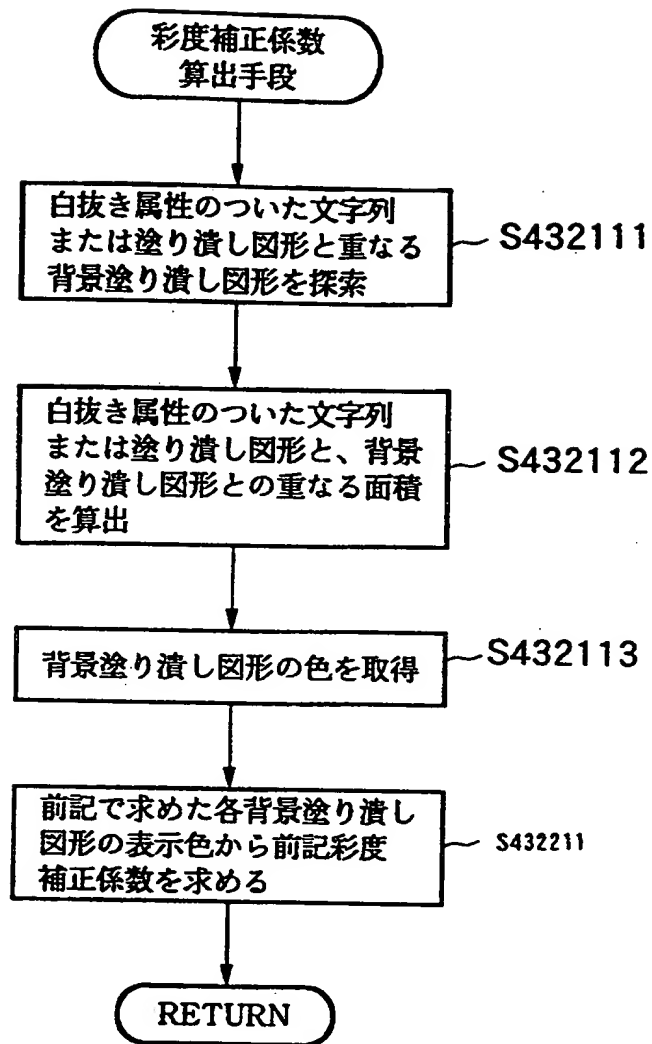 彩度補正係数
算出手段
白抜き属性のついた文字列
または塗り潰し図形と重なる
背景塗り潰し図形を探索
S432111
白抜き属性のついた文字列
または塗り潰し図形と、背景
塗り潰し図形との重なる面積
を算出
S432112
背景塗り潰し図形の色を取得
S432113
前記で求めた各背景塗り潰し
図形の表示色から前記彩度
補正係数を求める
S432211
RETURN